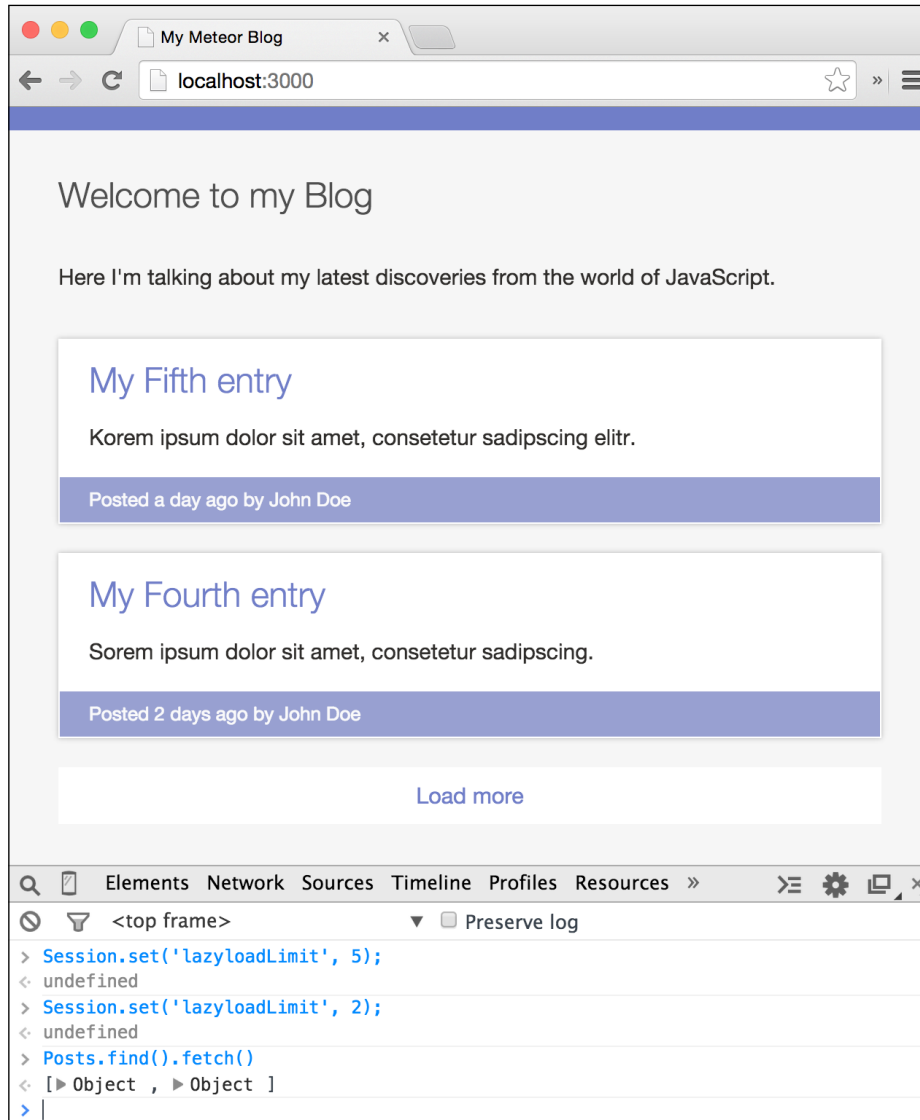 My Meteor Blog
localhost:3000
Welcome to my Blog
Here I'm talking about my latest discoveries from the world of JavaScript.
My Fifth entry
Korem ipsum dolor sit amet, consetetur sadipscing elitr.
Posted a day ago by John Doe
My Fourth entry
Sorem ipsum dolor sit amet, consetetur sadipscing.
Posted 2 days ago by John Doe
Load more
Elements Network Sources Timeline Profiles Resources »
<top frame> ▼ Preserve log
> Session.set('lazyloadLimit', 5);
undefined
> Session.set('lazyloadLimit', 2);
undefined
> Posts.find().fetch()
[▶ Object , ▶ Object ]
>